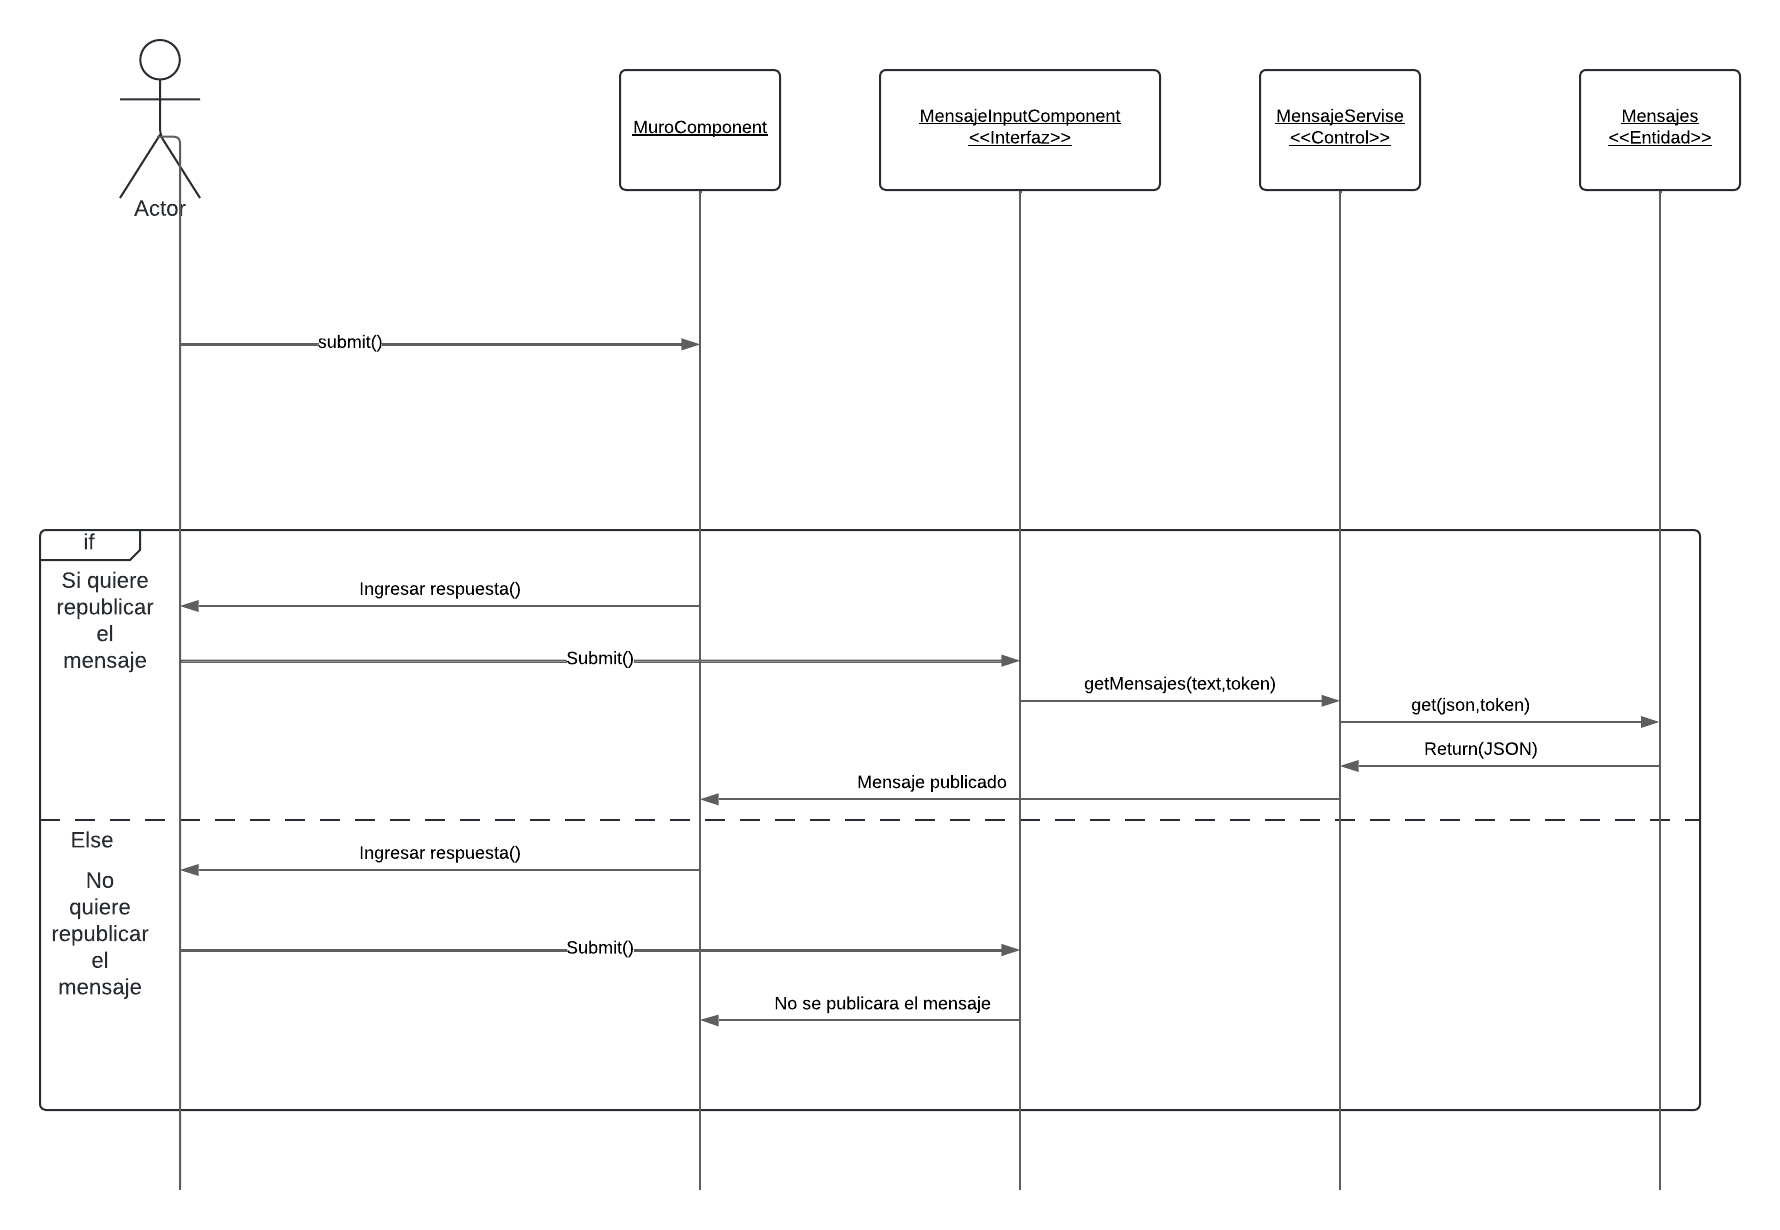 Actor
MuroComponent
MensajeInputComponent
<<Interfaz>>
MensajeServise
<<Control>>
Mensajes
<<Entidad>>
submit()
if
Si quiere
republicar
el
mensaje
Ingresar respuesta()
Submit()
getMensajes(text,token)
get(json,token)
Return(JSON)
Mensaje publicado
Else
No
quiere
republicar
el
mensaje
Ingresar respuesta()
Submit()
No se publicara el mensaje